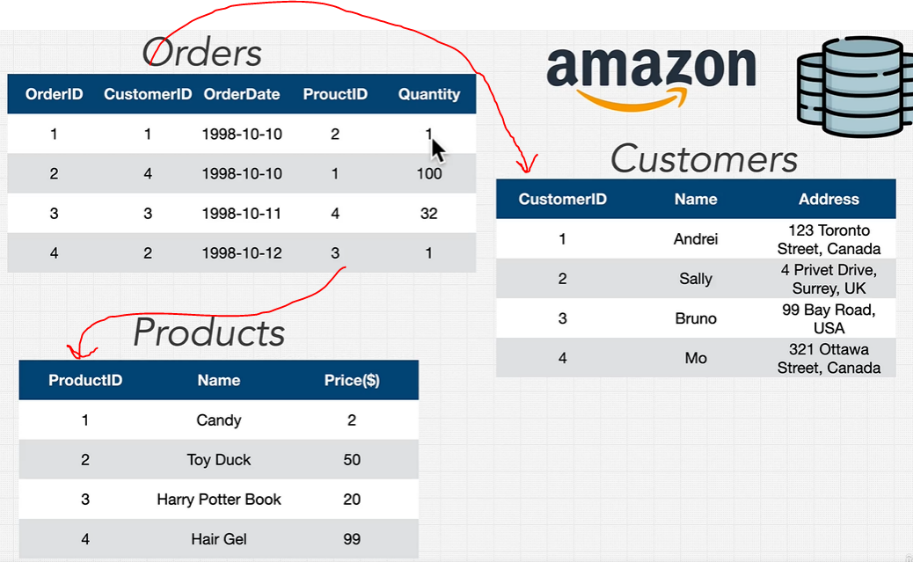 Orders
OrderID CustomerID OrderDate ProuctID Quantity
1 1 1998-10-10 2 1
2 4 1998-10-10 1 100
3 3 1998-10-11 4 32
4 2 1998-10-12 3 1
amazon
Customers
CustomerID Name Address
1 Andrei 123 Toronto
Street, Canada
2 Sally 4 Privet Drive,
Surrey, UK
3 Bruno 99 Bay Road,
USA
4 Mo 321 Ottawa
Street, Canada
Products
ProductID Name Price($)
1 Candy 2
2 Toy Duck 50
3 Harry Potter Book 20
4 Hair Gel 99